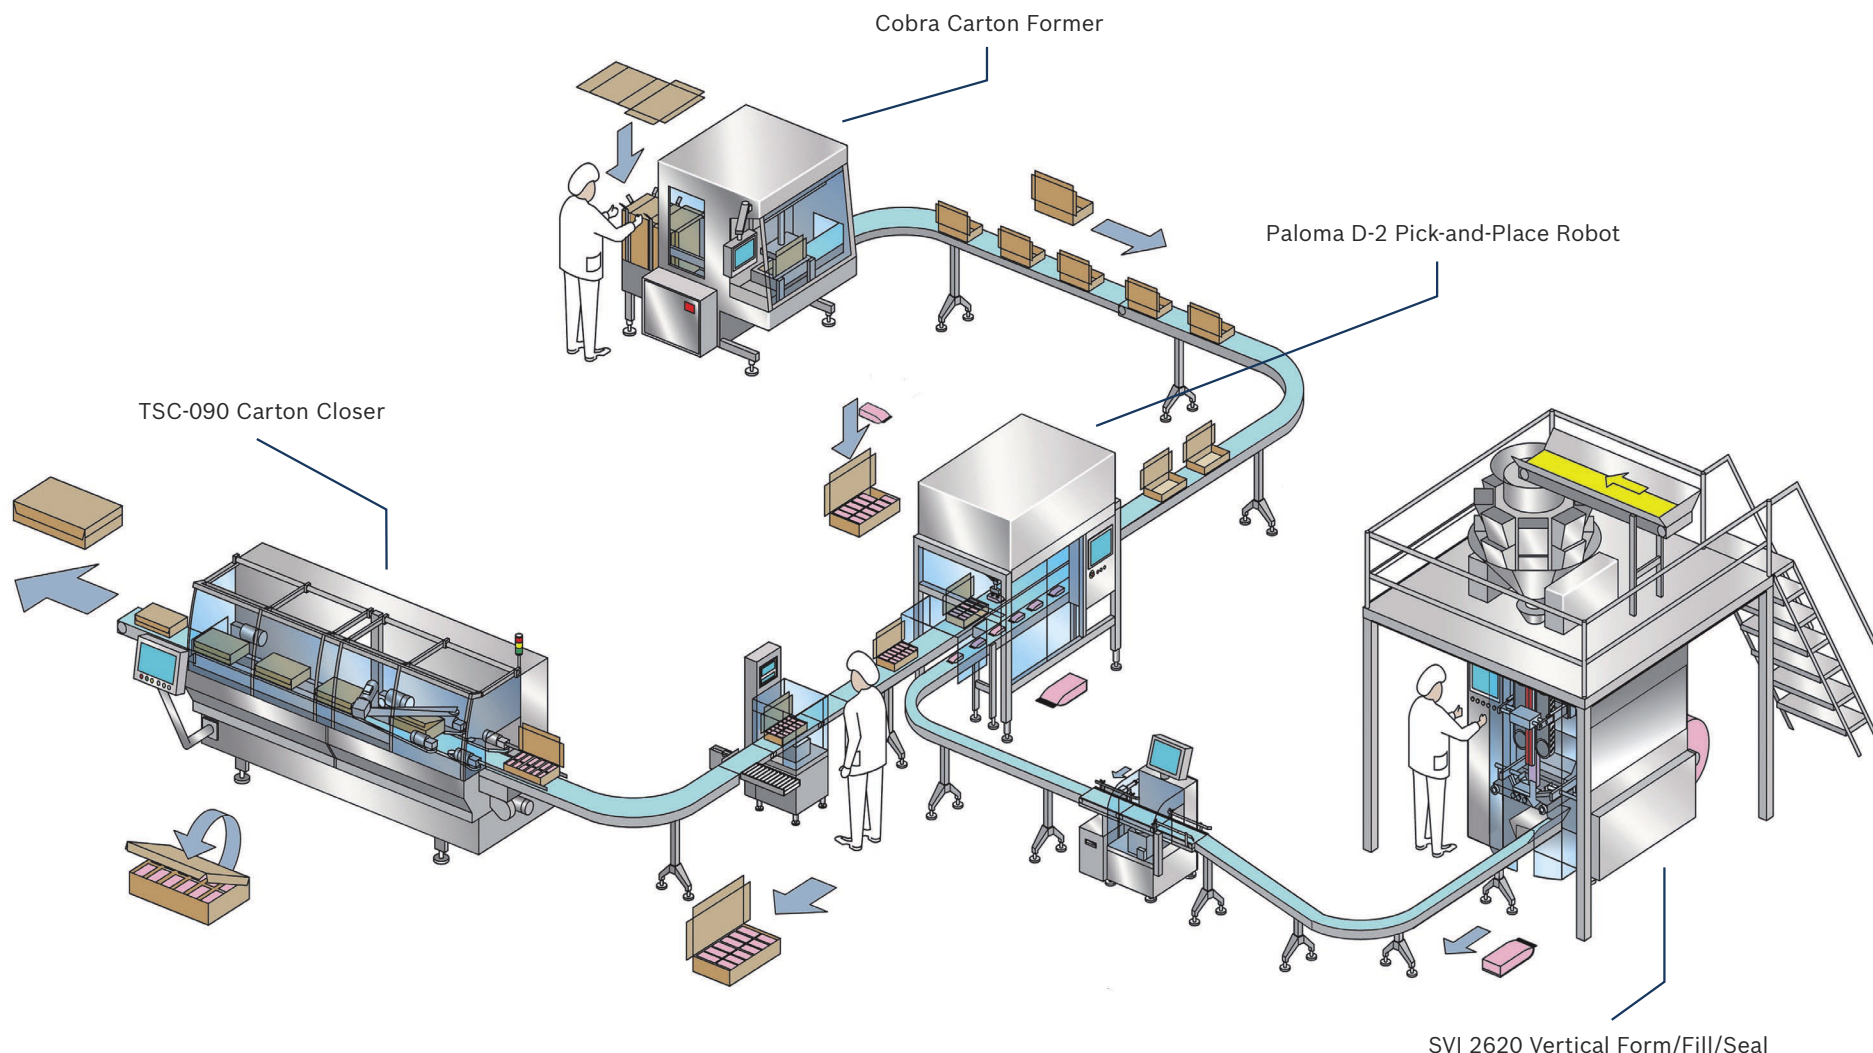 Cobra Carton Former
Paloma D-2 Pick-and-Place Robot
TSC-090 Carton Closer
SVI 2620 Vertical Form/Fill/Seal